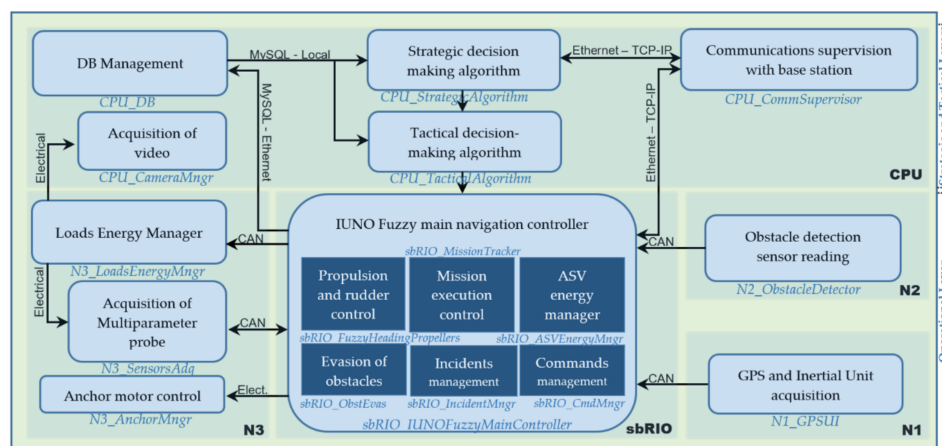 DB Management
CPU_DB
MySQL - Local
MySQL - Ethernet
Strategic decision
making algorithm
CPU_StrategicAlgorithm
Ethernet – TCP-IP
Communications supervision
with base station
CPU_CommSupervisor
Ethernet – TCP-IP
Acquisition of
video
CPU_CameraMngr
Electrical
Tactical decision-
making algorithm
CPU_TacticalAlgorithm
CPU
Loads Energy Manager
N3_LoadsEnergyMngr
CAN
Electrical
Acquisition of
Multiparameter
probe
N3_SensorsAdq
CAN
Anchor motor control
N3_AnchorMngr
Elect.
N3
IUNO Fuzzy main navigation controller
sbRIO_MissionTracker
Propulsion
and rudder
control
Mission
execution
control
ASV
energy
manager
sbRIO_FuzzyHeadingPropellers
sbRIO_ASVEnergyMngr
Evasion of
obstacles
Incidents
management
Commands
management
sbRIO_ObstEvas
sbRIO_IncidentMngr
sbRIO_CmdMngr
sbRIO_IUNOFuzzyMainController
sbRIO
CAN
Obstacle detection
sensor reading
N2_ObstacleDetector
N2
CAN
GPS and Inertial Unit
acquisition
N1_GPSUI
N1